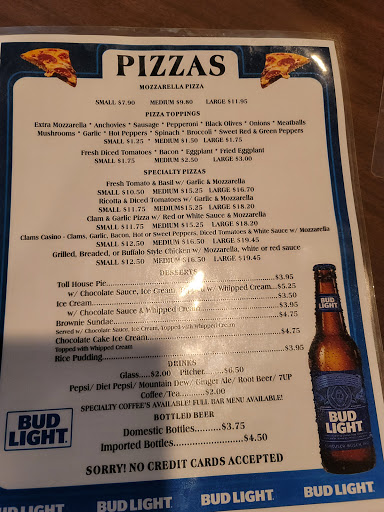 PIZZAS
MOZZARELLA PIZZA
SMALL $7.90 MEDIUM $9.80 LARGE $11.95
PIZZA TOPPINGS
Extra Mozzarella * Anchovies * Sausage * Pepperoni * Black Olives * Onions * Meatballs
Mushrooms * Garlic * Hot Peppers * Spinach * Broccoli * Sweet Red & Green Peppers
SMALL $1.25 * MEDIUM $1.50 LARGE $1.75
Fresh Diced Tomatoes * Bacon * Eggplant * Fried Eggplant
SMALL $1.75 MEDIUM $2.50 LARGE $3.00
SPECIALTY PIZZAS
Fresh Tomato & Basil w/ Garlic & Mozzarella
SMALL $10.50 MEDIUM $15.25 LARGE $16.70
Ricotta & Diced Tomatoes w/ Garlic & Mozzarella
SMALL $11.75 MEDIUM$15.25 LARGE $18.20
Clam & Garlic Pizza w/ Red or White Sauce & Mozzarella
SMALL $11.75 MEDIUM $15.25 LARGE $18.20
Clams Casino - Clams, Garlic, Bacon, Hot or Sweet Peppers, Diced Tomatoes & White Sauce w/ Mozzarella
SMALL $12.50 MEDIUM $16.50 LARGE $19.45
Grilled, Breaded, or Buffalo Style Chicken w/ Mozzarella, white or red sauce
SMALL $12.50 MEDIUM $16.50 LARGE $19.45
DESSERTS
Toll House Pie...$3.95
w/ Chocolate Sauce, Ice Cream w/ Whipped Cream...$5.25
Ice Cream...$3.50
w/ Chocolate Sauce & Whipped Cream...$3.95
Brownie Sundae...$4.75
Served w/ Chocolate Sauce, Ice Cream, Topped with Whipped Cream
Chocolate Cake Ice Cream...$4.75
Topped with Whipped Cream
Rice Pudding...$3.95
DRINKS
Glass.....$2.00 Pitcher........$6.50
Pepsi/ Diet Pepsi/ Mountain Dew/ Ginger Ale/ Root Beer/ 7UP
Coffee/Tea..........$2.00
SPECIALTY COFFEE'S AVAILABLE! FULL BAR MENU AVAILABLE!
BOTTLED BEER
Domestic Bottles........$3.75
Imported Bottles...............$4.50
SORRY! NO CREDIT CARDS ACCEPTED
BUD
LIGHT
BUD
LIGHT
BUD
LIGHT
BUD LIGHT BUD LIGHT BUD LIGHT BUD LIGHT